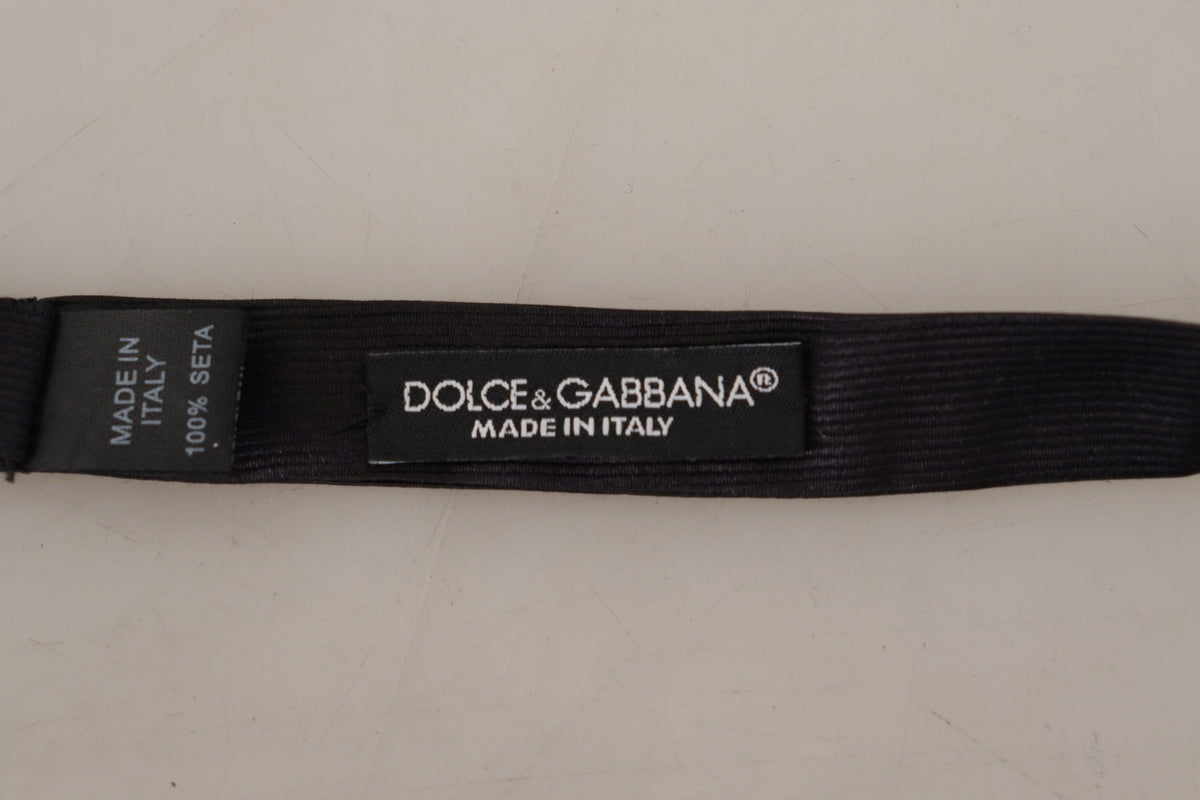 MADE IN
ITALY
100% SETA
DOLCE & GABBANA®
MADE IN ITALY